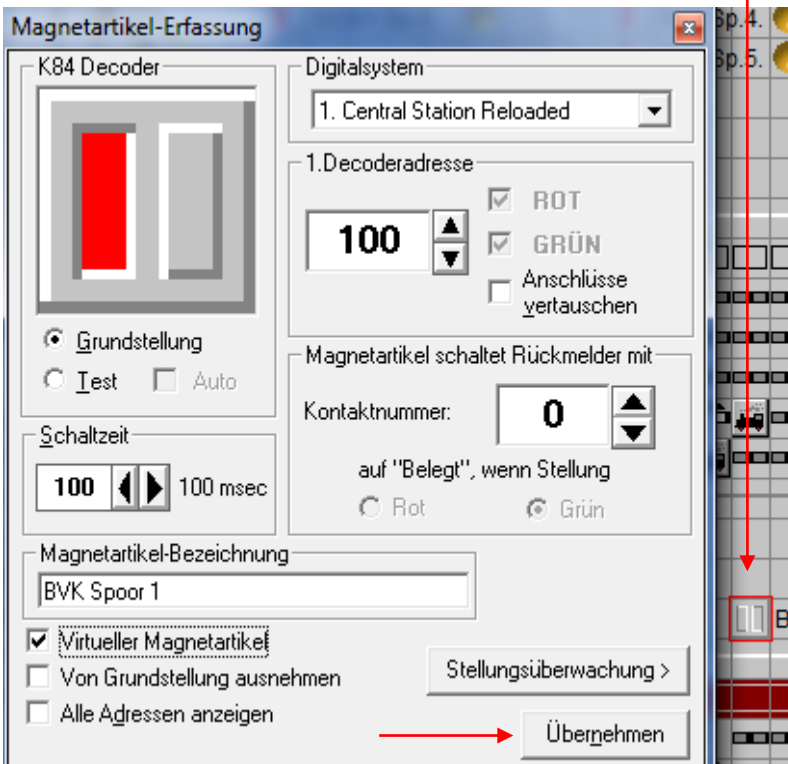 Magnetartikel-Erfassung
Sp.4.
Sp.5.
K84 Decoder
Digitalsystem
1. Central Station Reloaded
1.Decoderadresse
100
ROT
GRÜN
Anschlüsse
vertauschen
Grundstellung
Test
Auto
Magnetartikel schaltet Rückmelder mit
Kontaktnummer:
0
auf "Belegt", wenn Stellung
Rot
Grün
Schaltzeit
100
100 msec
Magnetartikel-Bezeichnung
BVK Spoor 1
B
Virtueller Magnetartikel
Von Grundstellung ausnehmen
Alle Adressen anzeigen
Stellungsüberwachung >
Übernehmen